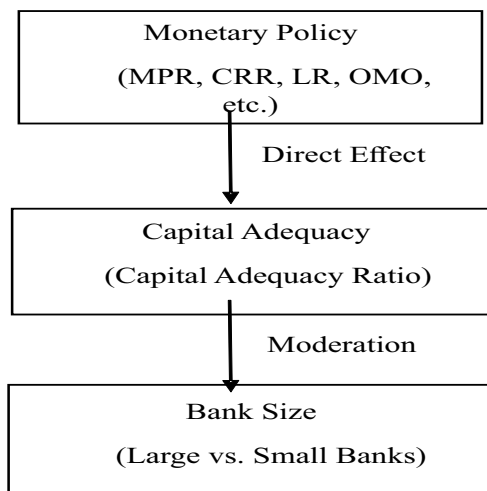 Monetary Policy
(MPR, CRR, LR, OMO,
etc.)
Direct Effect
Capital Adequacy
(Capital Adequacy Ratio)
Moderation
Bank Size
(Large vs. Small Banks)